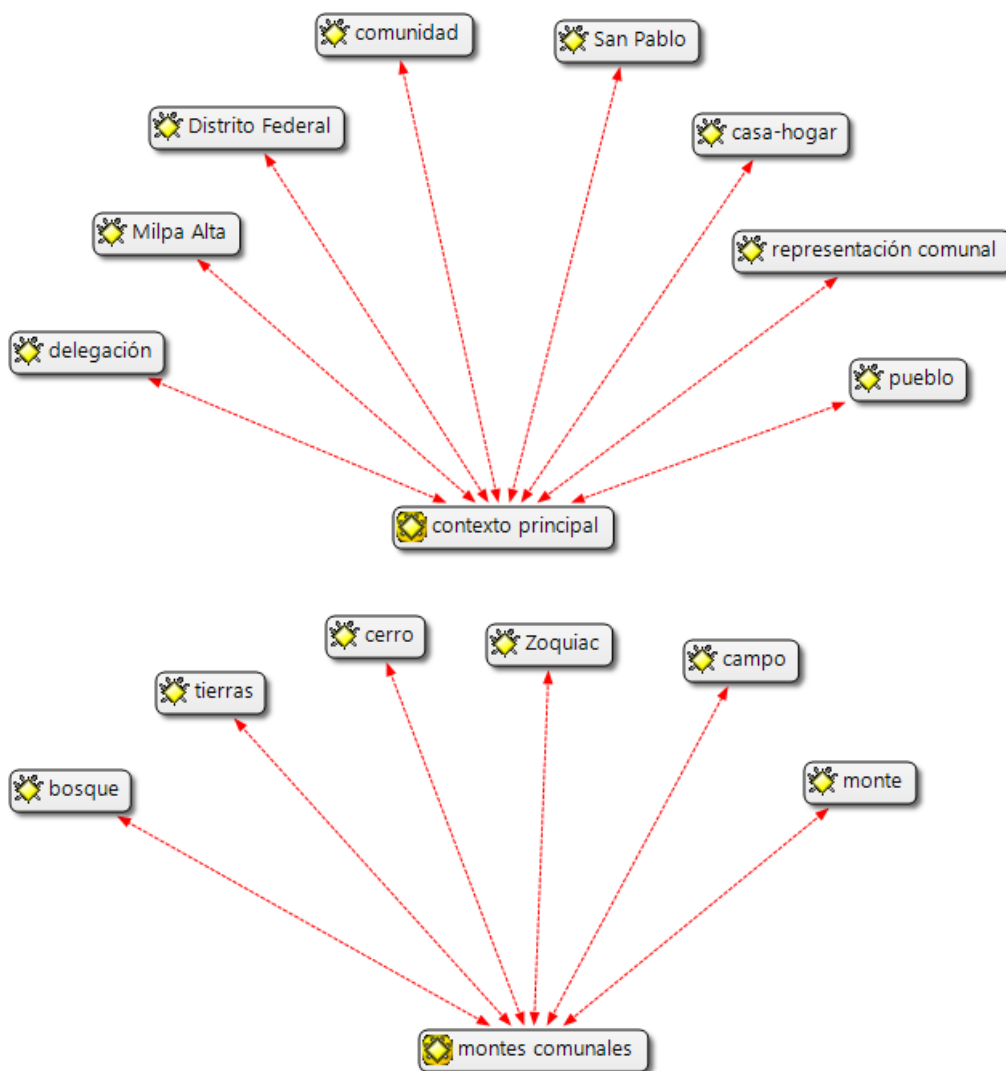 comunidad
San Pablo
Distrito Federal
casa-hogar
Milpa Alta
representación comunal
delegación
pueblo
contexto principal
cerro
Zoquiac
campo
tierras
bosque
monte
montes comunales